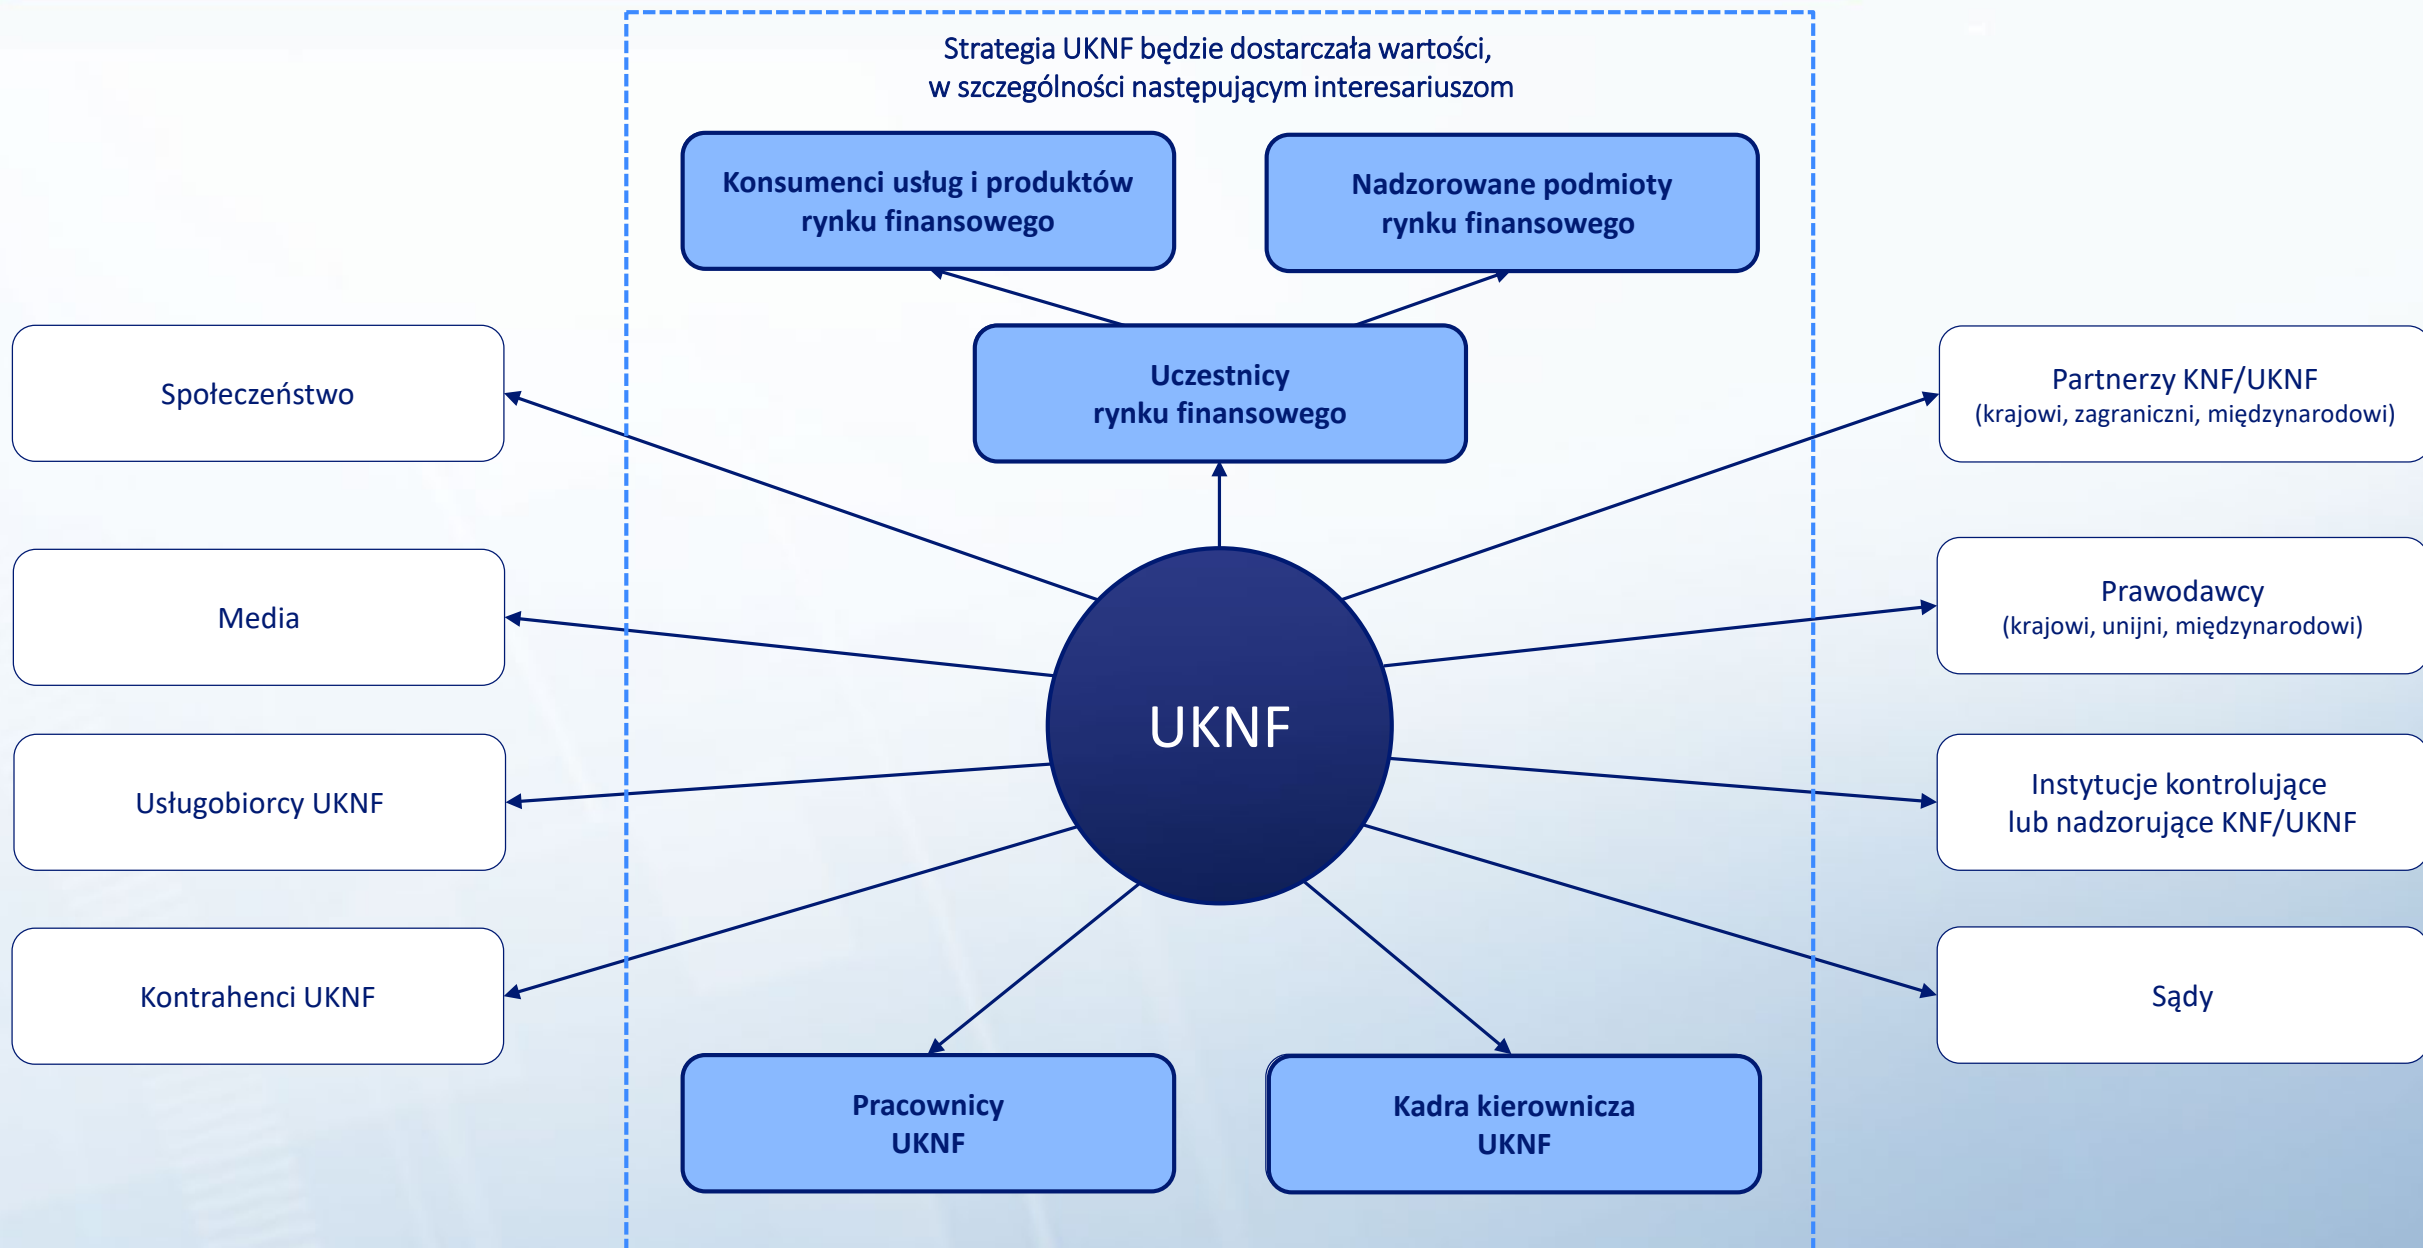 Strategia UKNF będzie dostarczała wartości,
w szczególności następującym interesariuszom
Konsumenci usług i produktów
rynku finansowego
Nadzorowane podmioty
rynku finansowego
Uczestnicy
rynku finansowego
Społeczeństwo
Media
Usługobiorcy UKNF
Kontrahenci UKNF
UKNF
Partnerzy KNF/UKNF
(krajowi, zagraniczni, międzynarodowi)
Prawodawcy
(krajowi, unijni, międzynarodowi)
Instytucje kontrolujące
lub nadzorujące KNF/UKNF
Sądy
Pracownicy
UKNF
Kadra kierownicza
UKNF